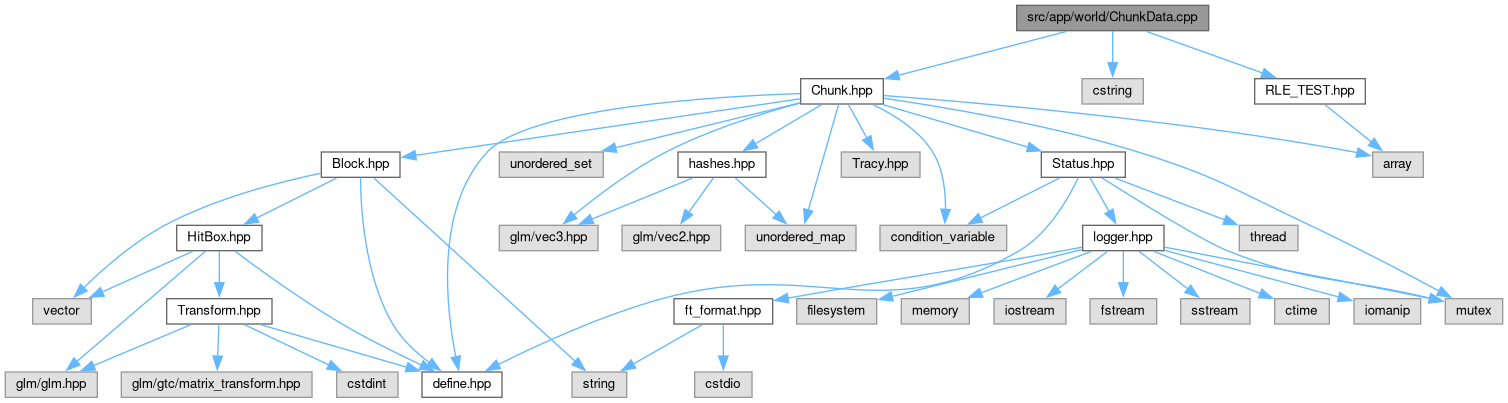 src/app/world/ChunkData.cpp
Chunk.hpp
cstring
RLE_TEST.hpp
Block.hpp
unordered_set
hashes.hpp
Tracy.hpp
Status.hpp
array
HitBox.hpp
glm/vec3.hpp
glm/vec2.hpp
unordered_map
condition_variable
logger.hpp
thread
vector
Transform.hpp
ft_format.hpp
filesystem
memory
iostream
fstream
sstream
ctime
iomanip
mutex
glm/glm.hpp
glm/gtc/matrix_transform.hpp
cstdint
define.hpp
string
cstdio